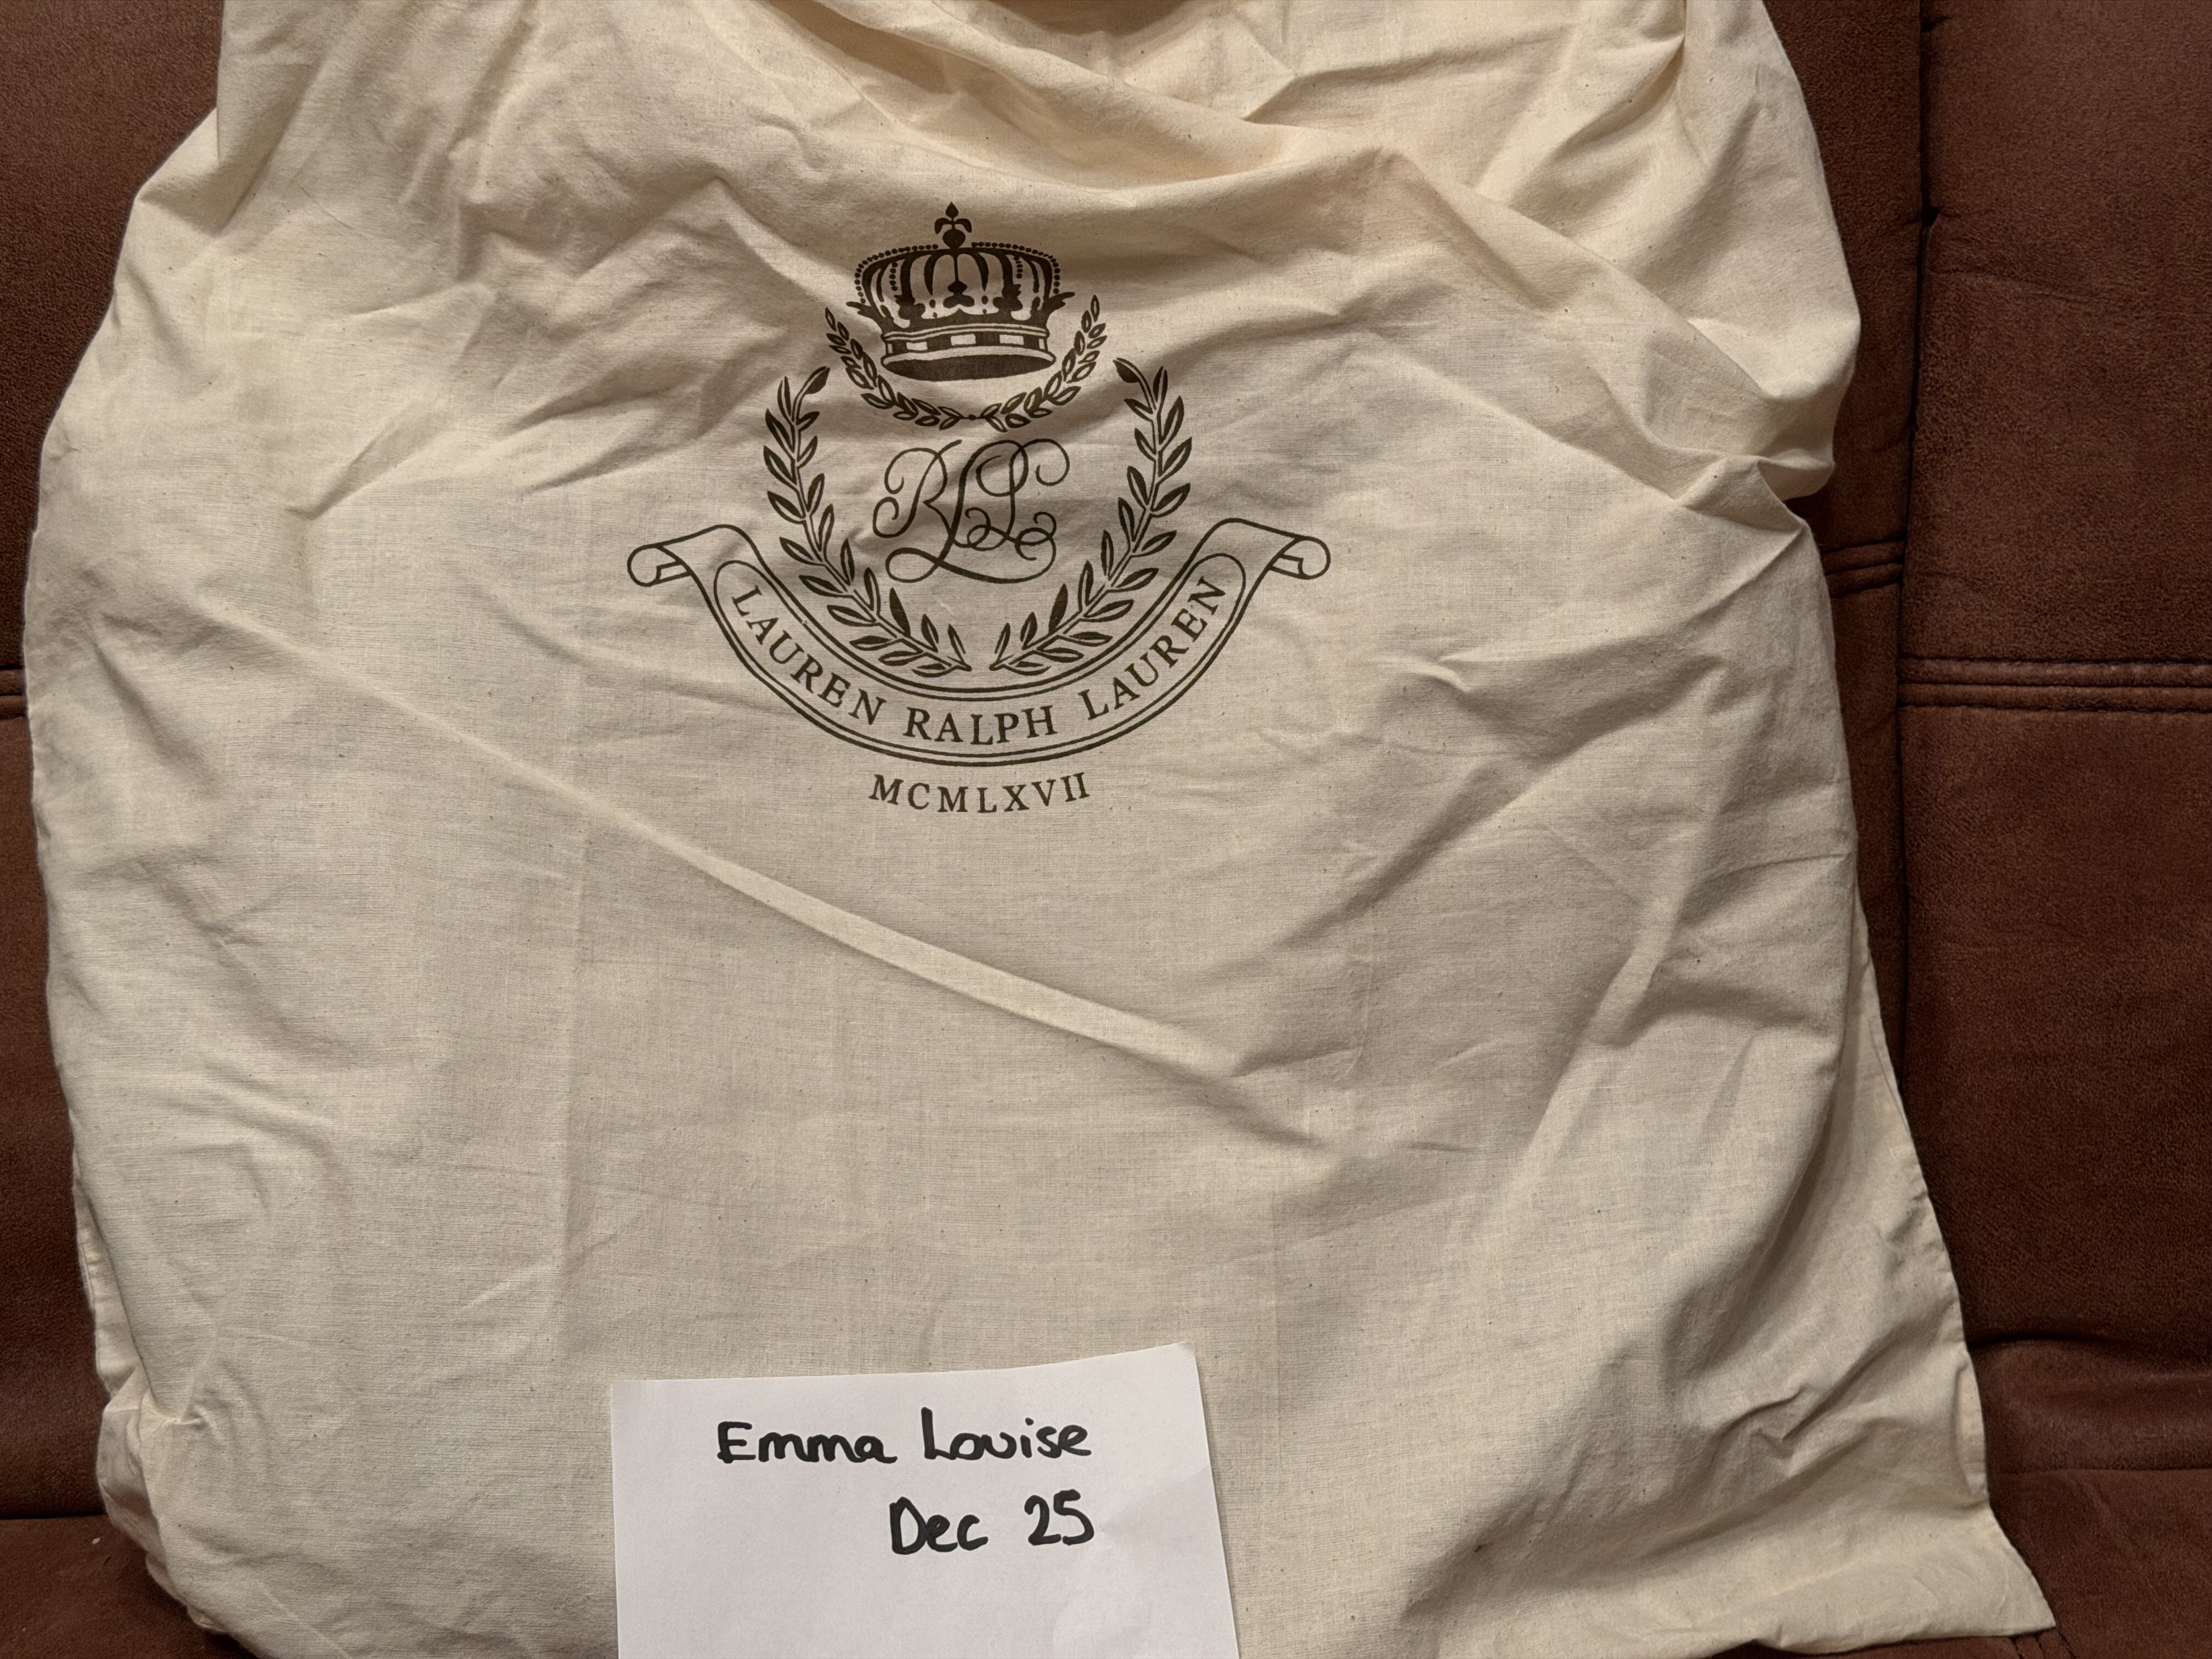 RLL
LAUREN RALPH LAUREN
MCMLXVII
Emma Louise
Dec 25